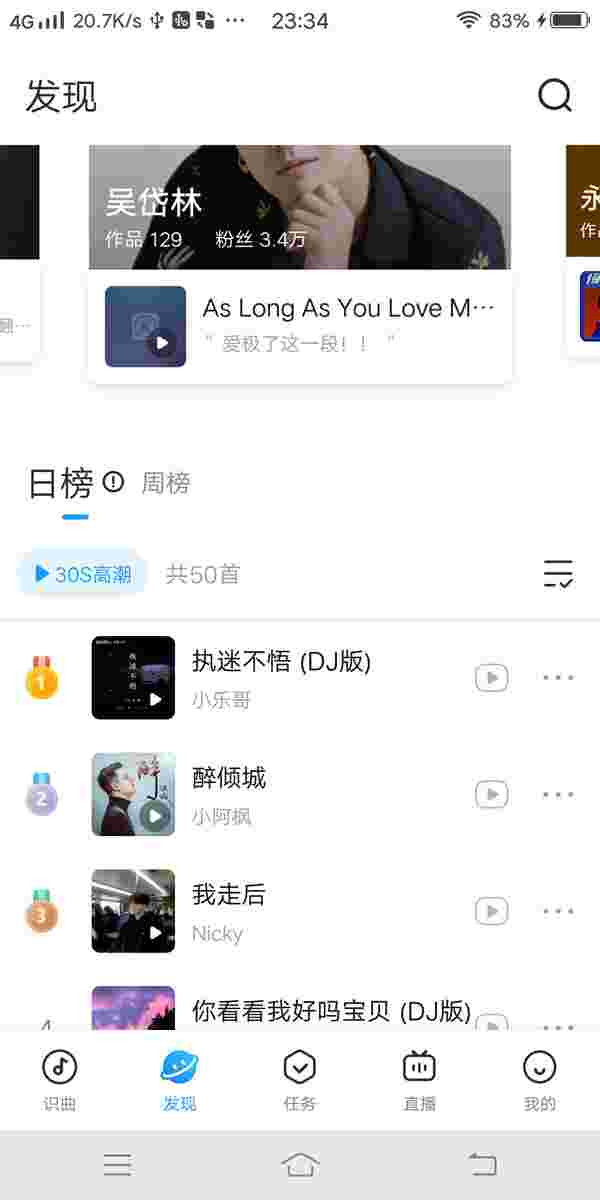 4G 20.7K/s ··· 23:34 83%
发现
吴岱林
作品 129 粉丝 3.4万
永
作
翻···
As Long As You Love M···
" 爱极了这一段！！ "
日榜 周榜
30S高潮 共50首
1 执迷不悟 (DJ版)
小乐哥
2 醉倾城
小阿枫
3 我走后
Nicky
4 你看看我好吗宝贝 (DJ版)
识曲 发现 任务 直播 我的